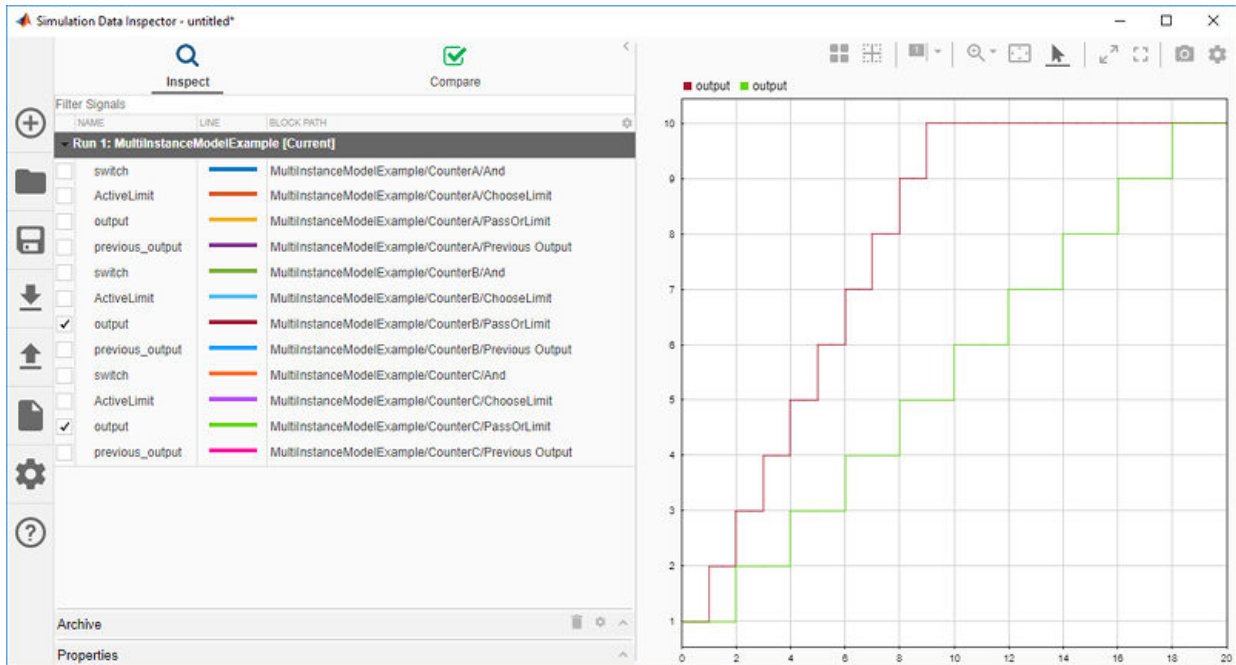 Simulation Data Inspector - untitled*
Inspect
Compare
Filter Signals
NAME LINE BLOCK PATH
Run 1: MultiInstanceModelExample [Current]
switch MultiInstanceModelExample/CounterA/And
ActiveLimit MultiInstanceModelExample/CounterA/ChooseLimit
output MultiInstanceModelExample/CounterA/PassOrLimit
previous_output MultiInstanceModelExample/CounterA/Previous Output
switch MultiInstanceModelExample/CounterB/And
ActiveLimit MultiInstanceModelExample/CounterB/ChooseLimit
output MultiInstanceModelExample/CounterB/PassOrLimit
previous_output MultiInstanceModelExample/CounterB/Previous Output
switch MultiInstanceModelExample/CounterC/And
ActiveLimit MultiInstanceModelExample/CounterC/ChooseLimit
output MultiInstanceModelExample/CounterC/PassOrLimit
previous_output MultiInstanceModelExample/CounterC/Previous Output
Archive
Properties
1
output output
10
9
8
7
6
5
4
3
2
1
0 2 4 6 8 10 12 14 16 18 20